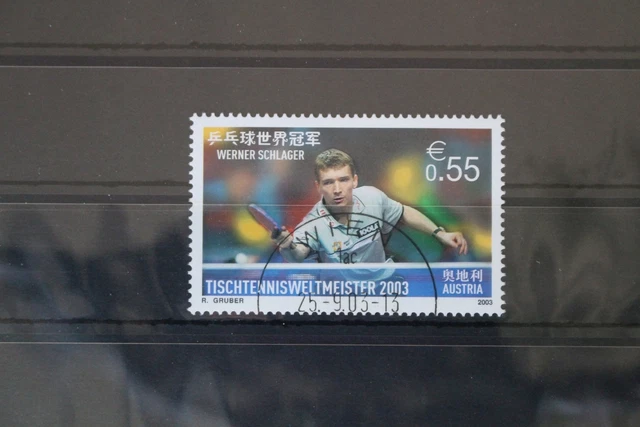 乒乓球世界冠军
WERNER SCHLAGER
€
0.55
WIE
TISCHTENNISWELTMEISTER 2003
奥地利
AUSTRIA
R. GRUBER
25.-9.03-13
2003